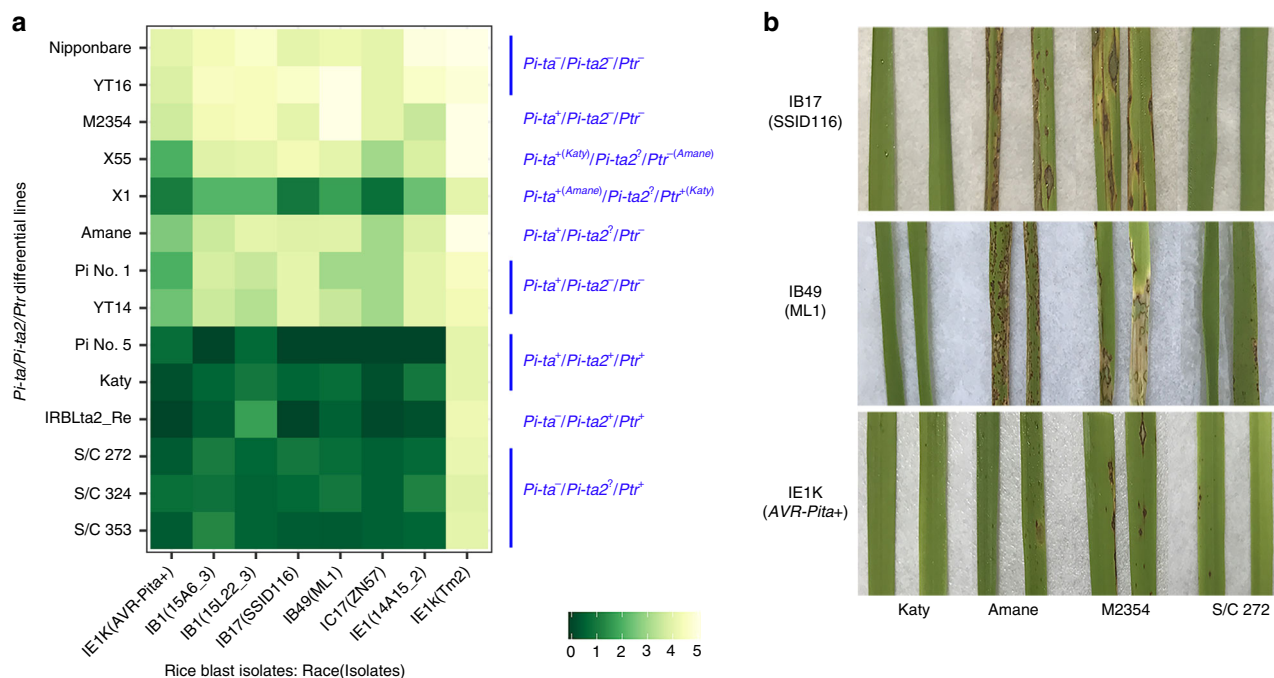 a
Pi-ta/Pi-ta2/Ptr differential lines
Nipponbare
YT16
M2354
X55
X1
Amane
Pi No. 1
YT14
Pi No. 5
Katy
IRBLta2_Re
S/C 272
S/C 324
S/C 353
Pi-ta⁻/Pi-ta2⁻/Ptr⁻
Pi-ta⁺/Pi-ta2⁻/Ptr⁻
Pi-ta⁺⁽ᴷᵃᵗʸ⁾/Pi-ta2?/Ptr⁻⁽ᴬᵐᵃⁿᵉ⁾
Pi-ta⁺⁽ᴬᵐᵃⁿᵉ⁾/Pi-ta2?/Ptr⁺⁽ᴷᵃᵗʸ⁾
Pi-ta⁺/Pi-ta2?/Ptr⁻
Pi-ta⁺/Pi-ta2⁻/Ptr⁻
Pi-ta⁺/Pi-ta2⁺/Ptr⁺
Pi-ta⁻/Pi-ta2⁺/Ptr⁺
Pi-ta⁻/Pi-ta2?/Ptr⁺
IE1K(AVR-Pita+)
IB1(15A6_3)
IB1(15L22_3)
IB17(SSID116)
IB49(ML1)
IC17(ZN57)
IE1(14A15_2)
IE1k(Tm2)
Rice blast isolates: Race(Isolates)
0 1 2 3 4 5
b
IB17
(SSID116)
IB49
(ML1)
IE1K
(AVR-Pita+)
Katy Amane M2354 S/C 272